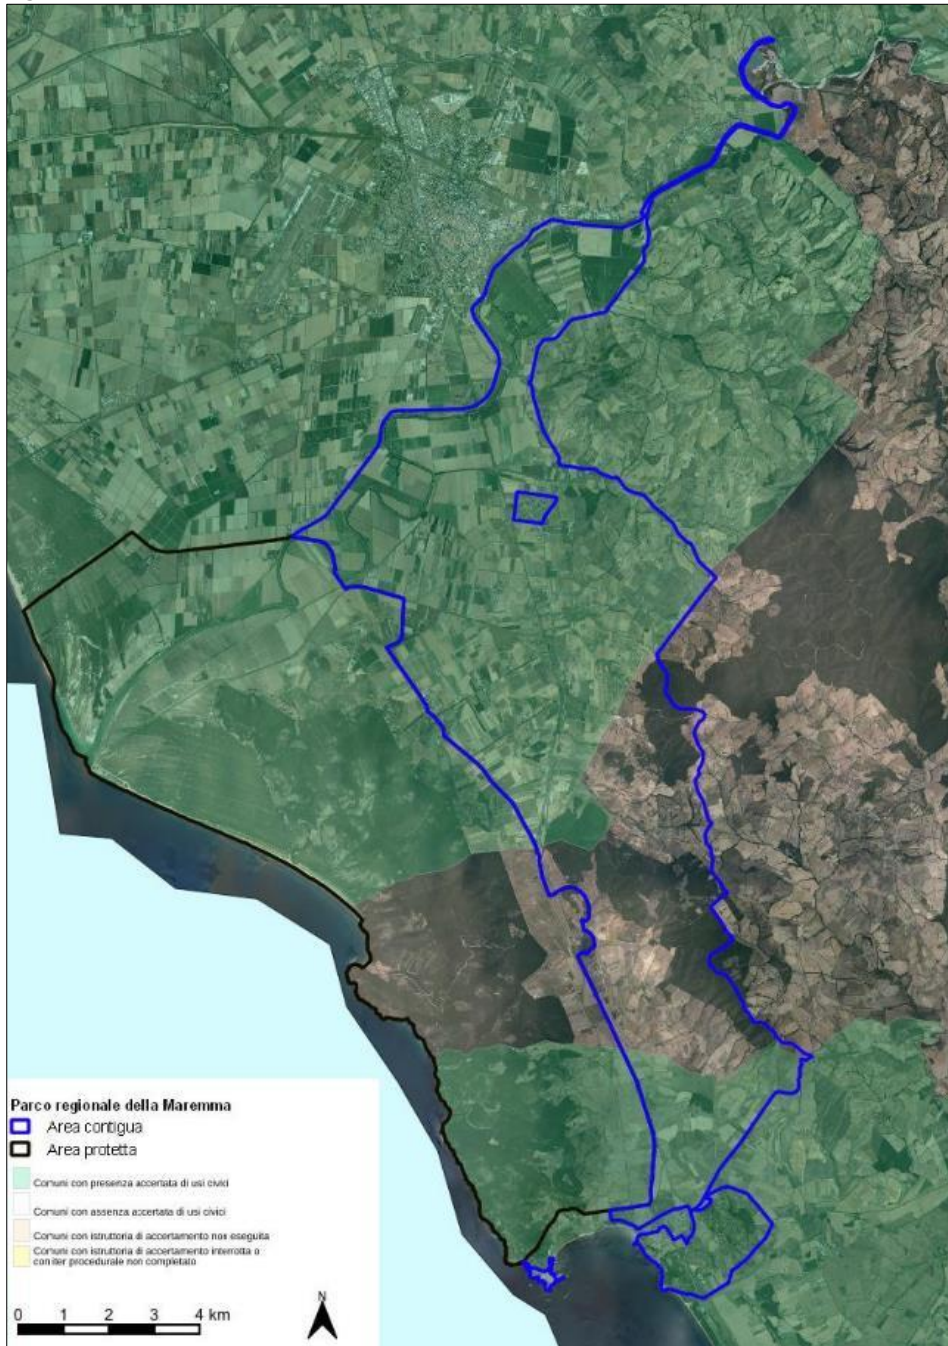 Parco regionale della Maremma
Area contigua
Area protetta
Comuni con presenza accertata di usi civici
Comuni con assenza accertata di usi civici
Comuni con istruttoria di accertamento non eseguita
Comuni con istruttoria di accertamento interrotta o
con iter procedurale non completato
0 1 2 3 4 km
N